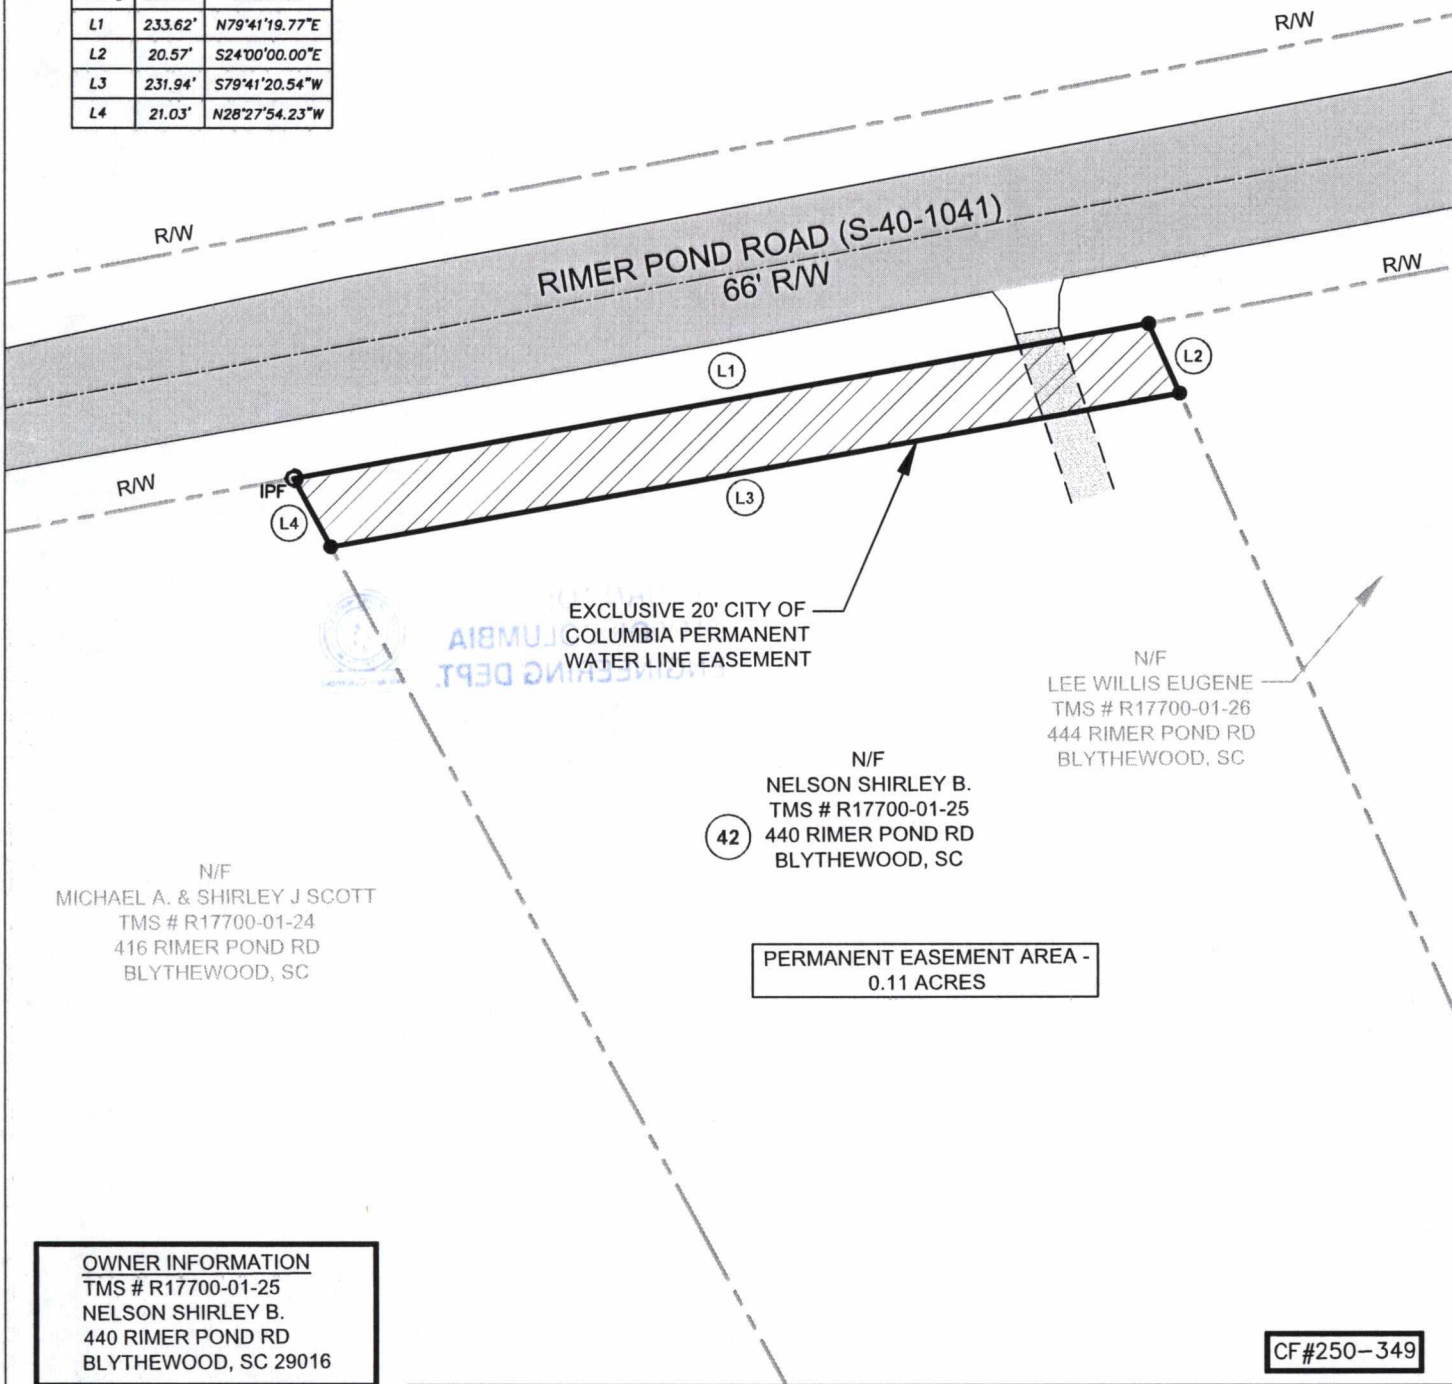 L1 233.62' N79°41'19.77"E
L2 20.57' S24°00'00.00"E
L3 231.94' S79°41'20.54"W
L4 21.03' N28°27'54.23"W
R/W
R/W
RIMER POND ROAD (S-40-1041)
66' R/W
R/W
L1
L2
R/W
IPF
L4
L3
EXCLUSIVE 20' CITY OF
COLUMBIA PERMANENT
WATER LINE EASEMENT
COLUMBIA
ENGINEERING DEPT.
N/F
LEE WILLIS EUGENE
TMS # R17700-01-26
444 RIMER POND RD
BLYTHEWOOD, SC
N/F
NELSON SHIRLEY B.
TMS # R17700-01-25
42 440 RIMER POND RD
BLYTHEWOOD, SC
N/F
MICHAEL A. & SHIRLEY J SCOTT
TMS # R17700-01-24
416 RIMER POND RD
BLYTHEWOOD, SC
PERMANENT EASEMENT AREA -
0.11 ACRES
OWNER INFORMATION
TMS # R17700-01-25
NELSON SHIRLEY B.
440 RIMER POND RD
BLYTHEWOOD, SC 29016
CF#250-349